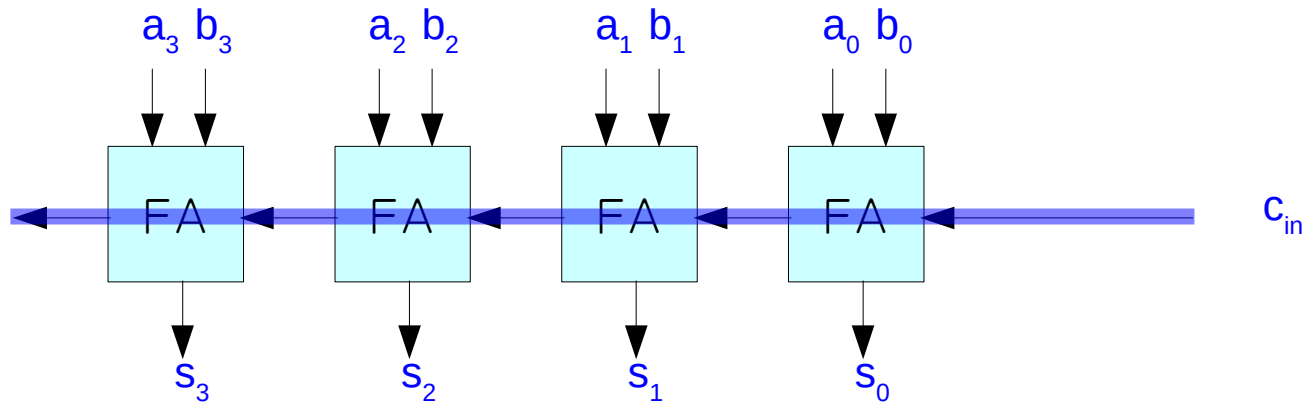 a₃ b₃ a₂ b₂ a₁ b₁ a₀ b₀
FA FA FA FA cᵢₙ
s₃ s₂ s₁ s₀